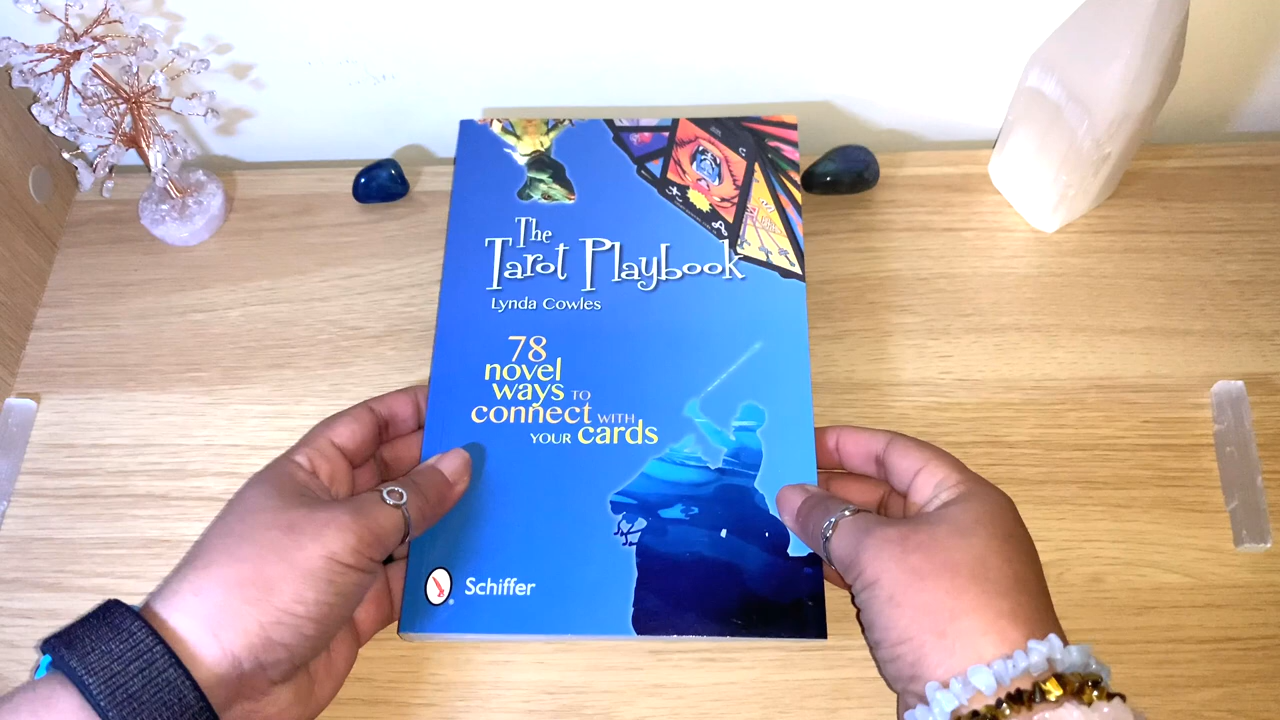 The
Tarot Playbook
Lynda Cowles
78
novel
ways TO
connect WITH
YOUR cards
Schiffer